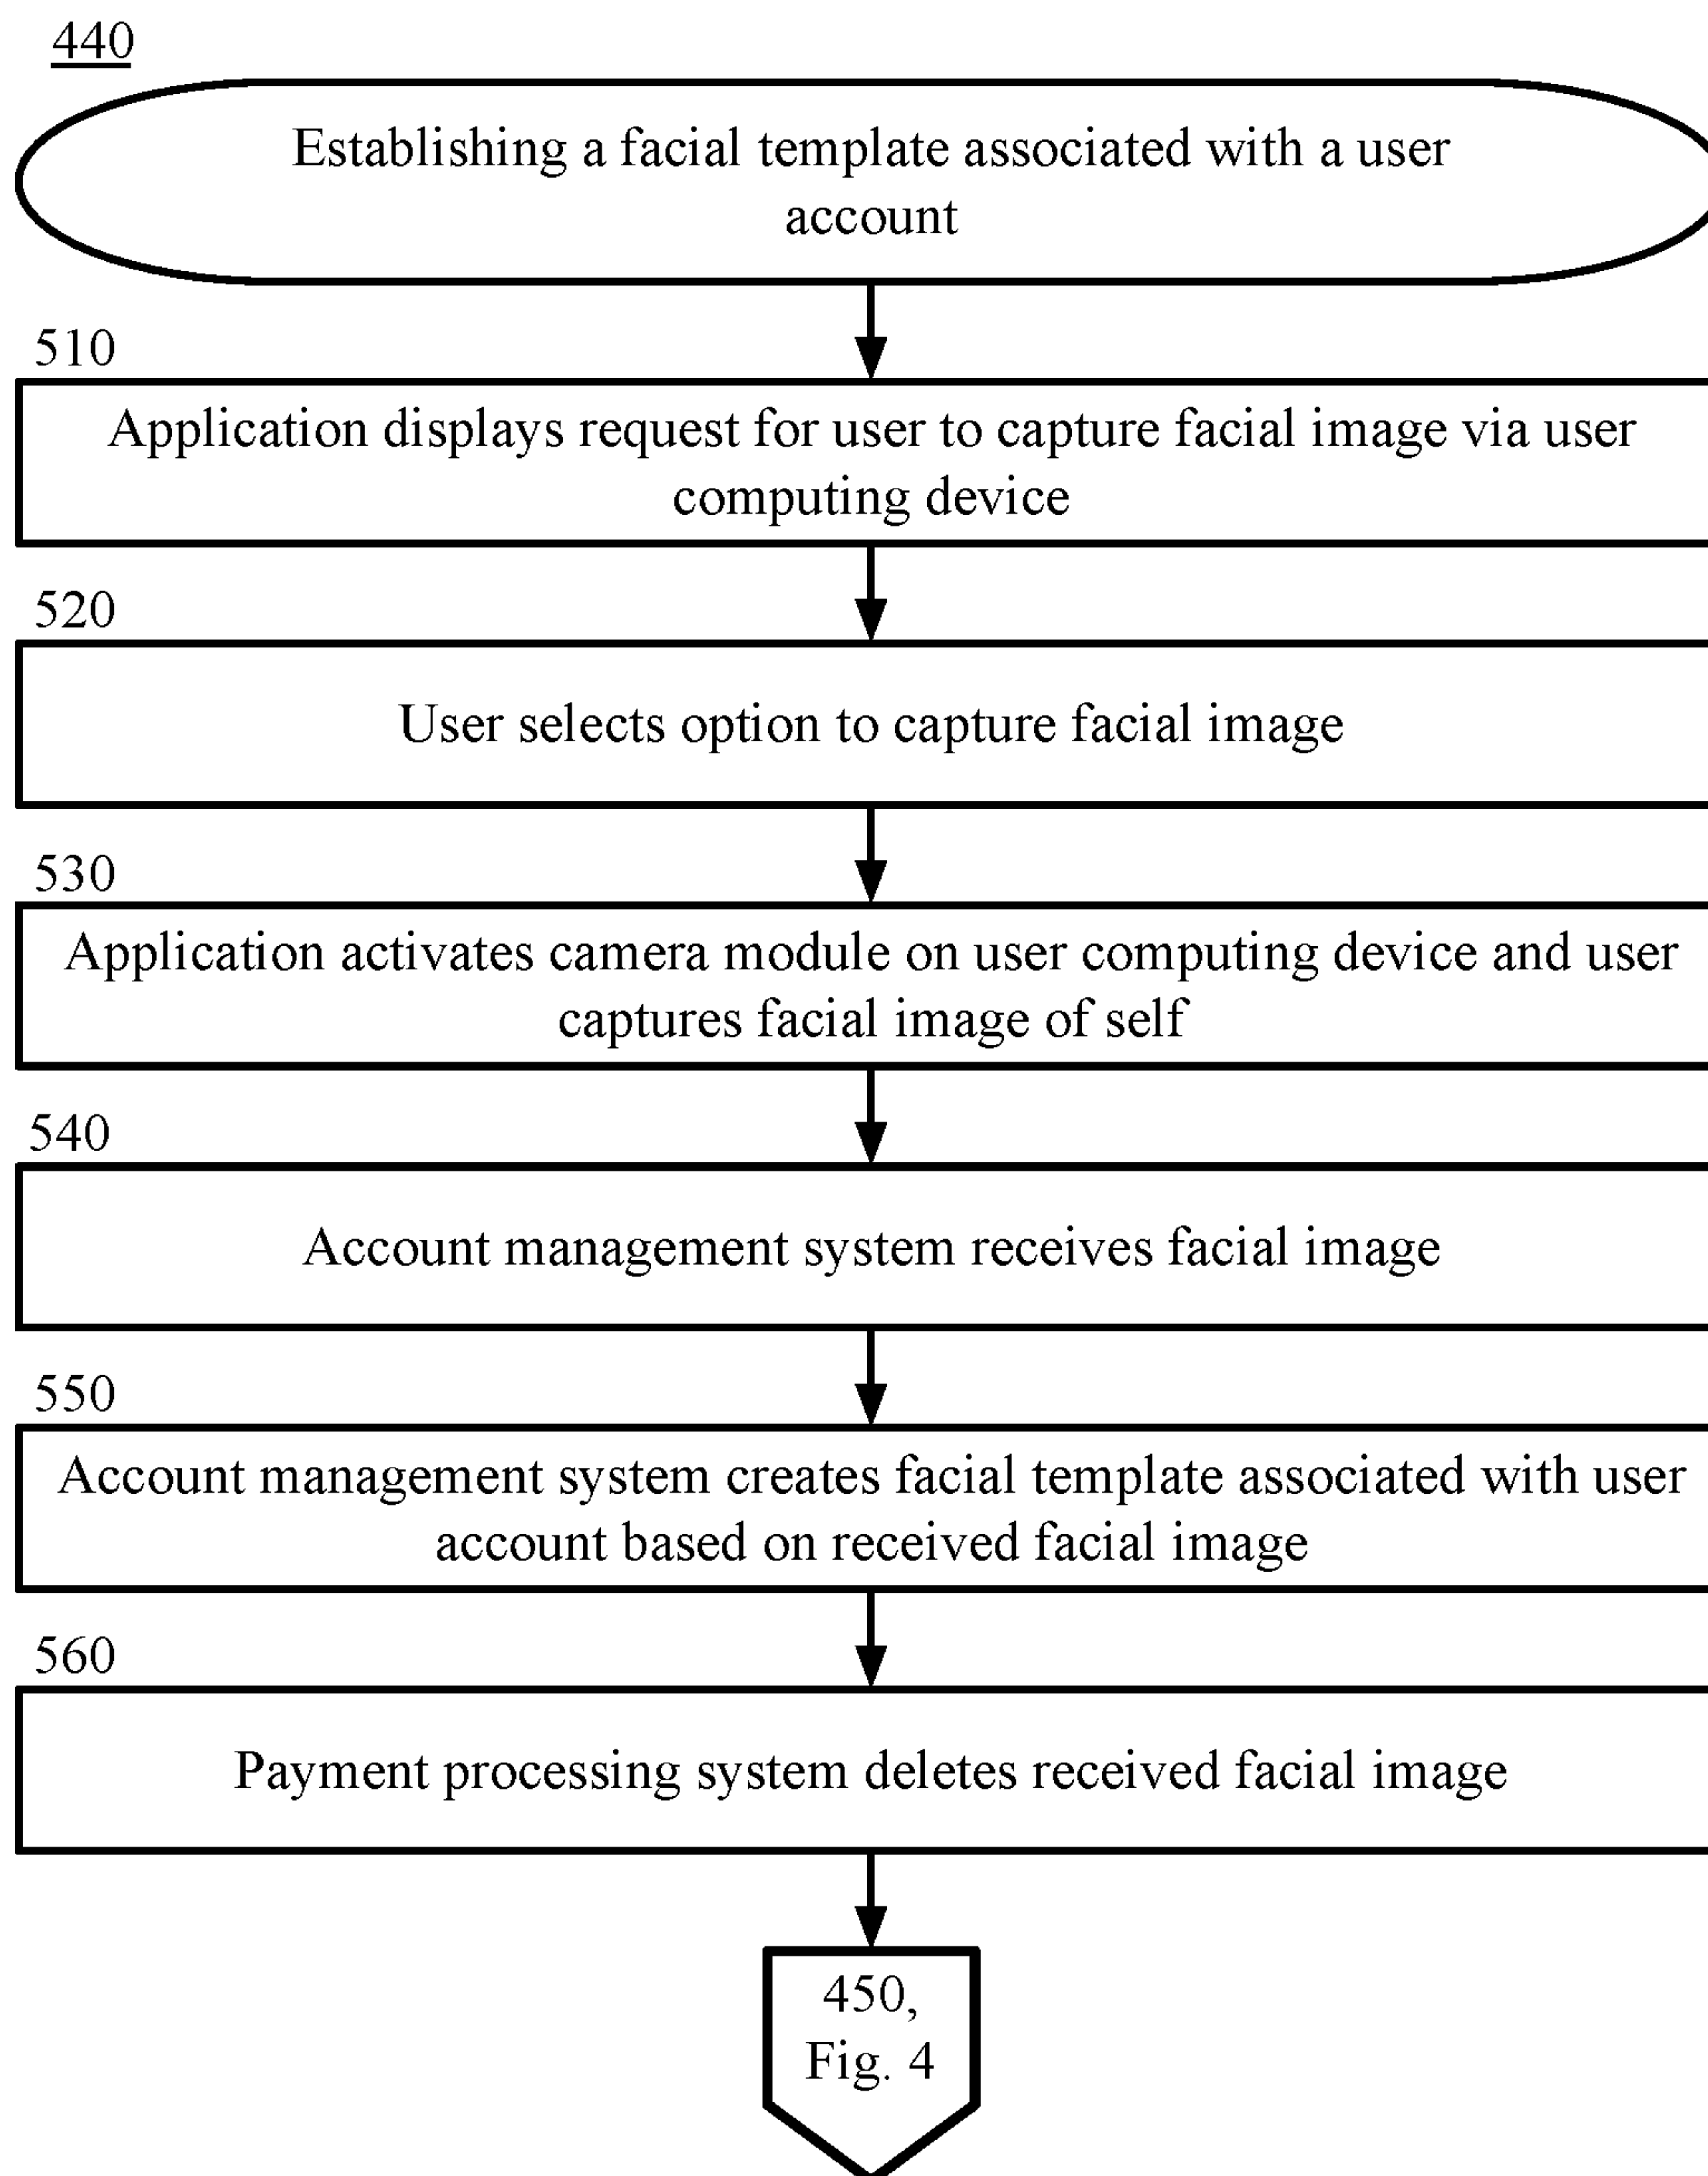 440
Establishing a facial template associated with a user
account
510
Application displays request for user to capture facial image via user
computing device
520
User selects option to capture facial image
530
Application activates camera module on user computing device and user
captures facial image of self
540
Account management system receives facial image
550
Account management system creates facial template associated with user
account based on received facial image
560
Payment processing system deletes received facial image
450,
Fig. 4